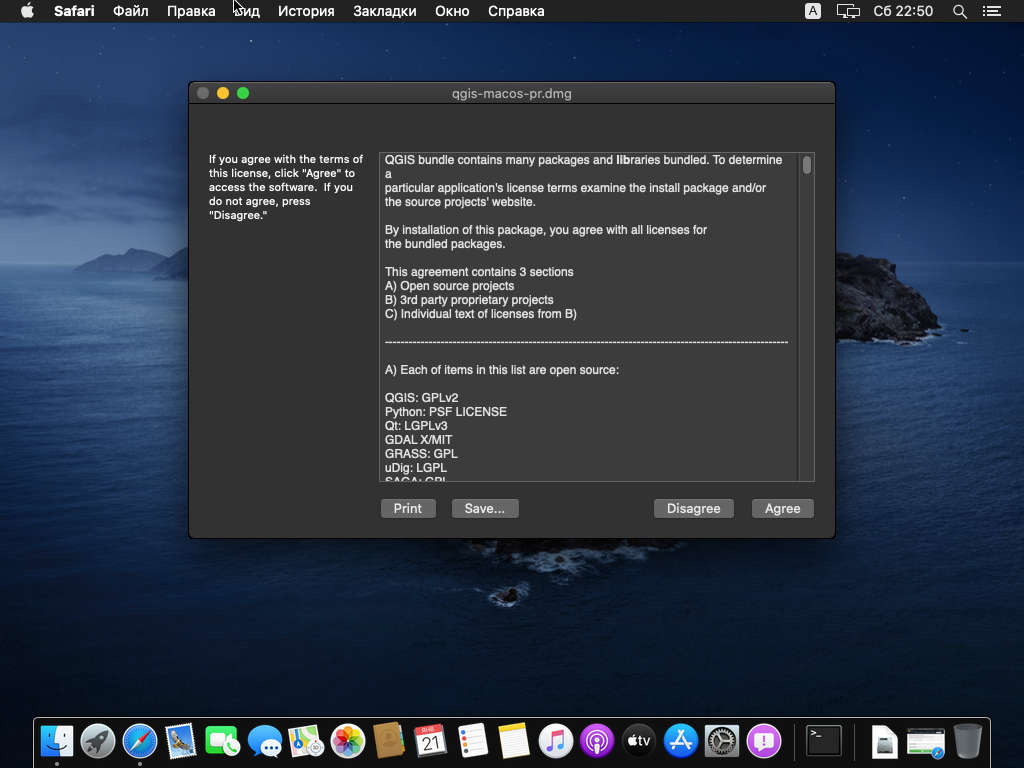 Safari Файл Правка Вид История Закладки Окно Справка A Сб 22:50
qgis-macos-pr.dmg
If you agree with the terms of
this license, click "Agree" to
access the software. If you
do not agree, press
"Disagree."
QGIS bundle contains many packages and libraries bundled. To determine
a
particular application's license terms examine the install package and/or
the source projects' website.
By installation of this package, you agree with all licenses for
the bundled packages.
This agreement contains 3 sections
A) Open source projects
B) 3rd party proprietary projects
C) Individual text of licenses from B)
A) Each of items in this list are open source:
QGIS: GPLv2
Python: PSF LICENSE
Qt: LGPLv3
GDAL X/MIT
GRASS: GPL
uDig: LGPL
SAGA: GPL
Print Save... Disagree Agree
ЯНВ
21
tv
>_